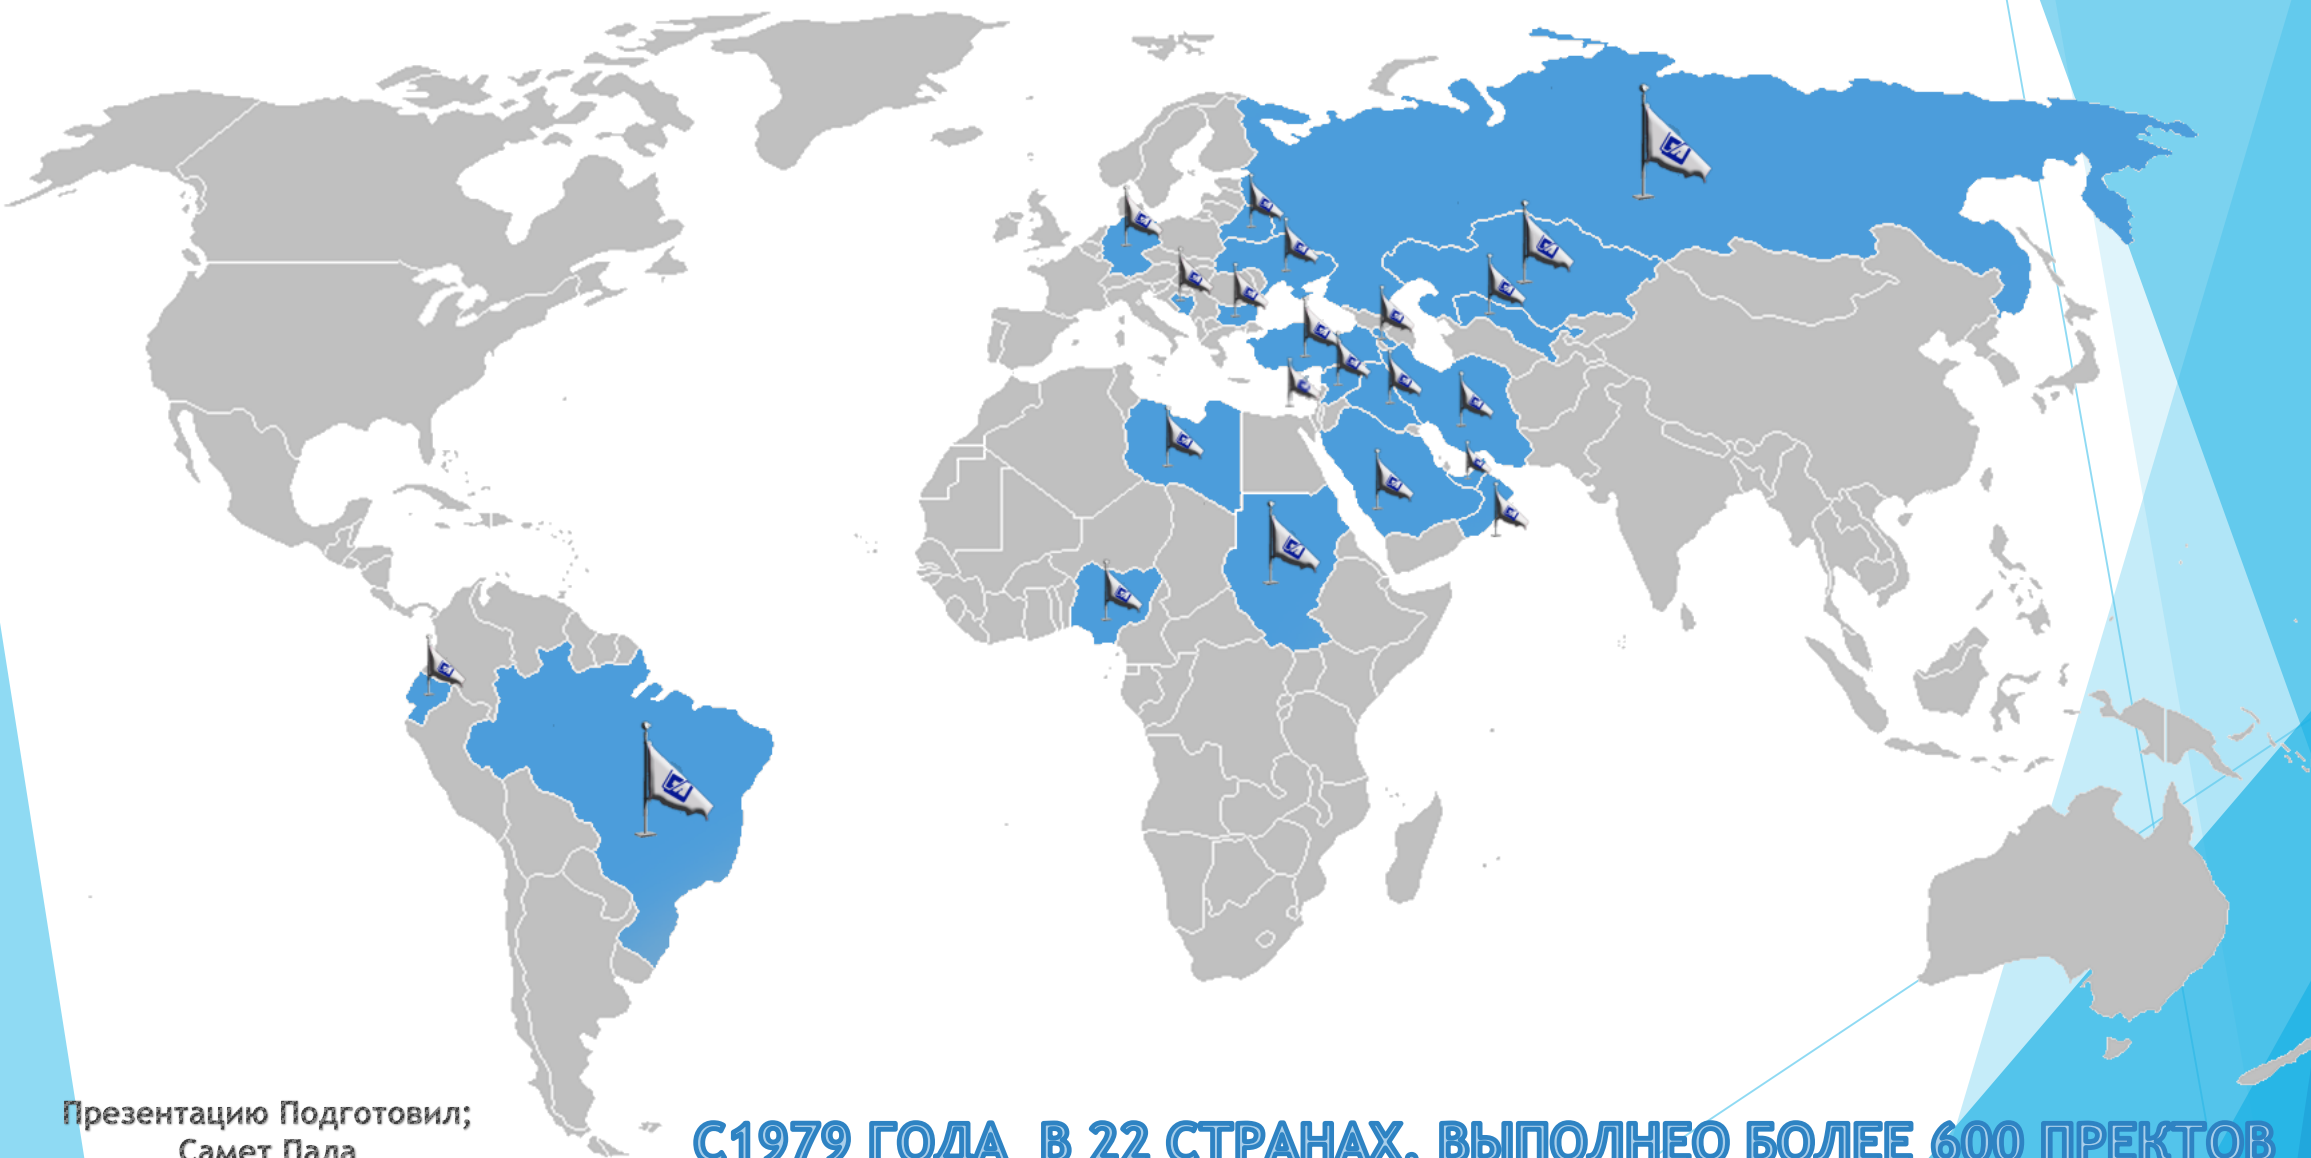 Презентацию Подготовил;
Самет Пала
С1979 ГОДА В 22 СТРАНАХ, ВЫПОЛНЕО БОЛЕЕ 600 ПРЕКТОВ